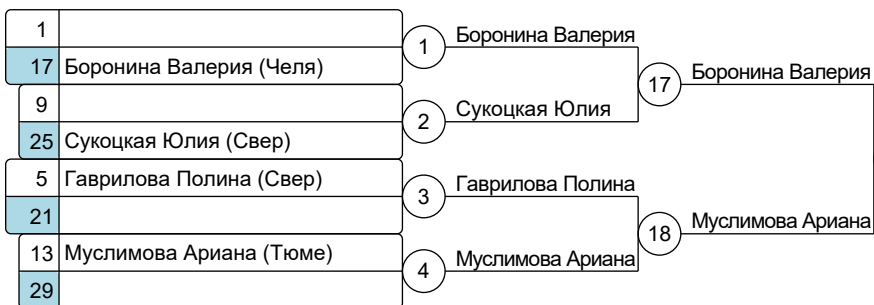 1
1 Боронина Валерия
17 Боронина Валерия (Челя)
17 Боронина Валерия
9
2 Сукоцкая Юлия
25 Сукоцкая Юлия (Свер)
5 Гаврилова Полина (Свер)
3 Гаврилова Полина
21
18 Муслимова Ариана
13 Муслимова Ариана (Тюме)
4 Муслимова Ариана
29